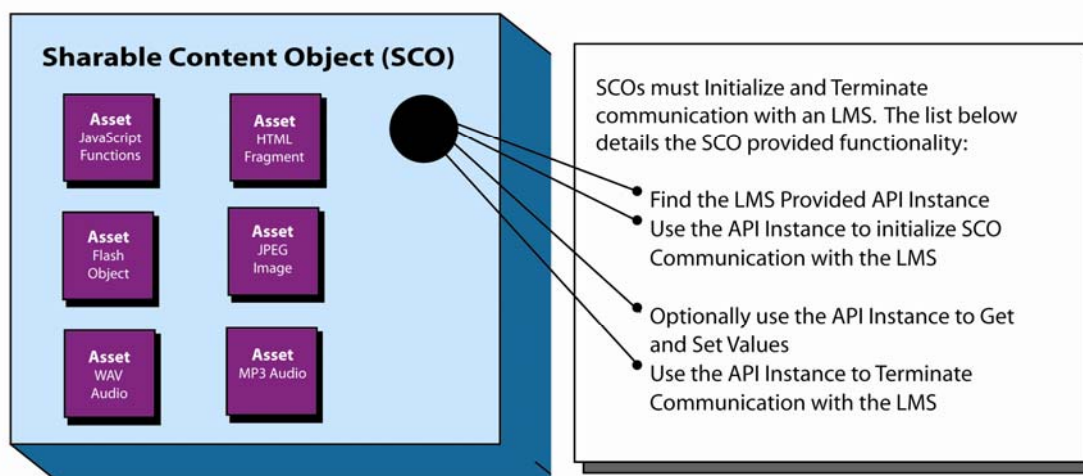 Sharable Content Object (SCO)
Asset
JavaScript
Functions
Asset
HTML
Fragment
Asset
Flash
Object
Asset
JPEG
Image
Asset
WAV
Audio
Asset
MP3 Audio
SCOs must Initialize and Terminate
communication with an LMS. The list below
details the SCO provided functionality:
Find the LMS Provided API Instance
Use the API Instance to initialize SCO
Communication with the LMS
Optionally use the API Instance to Get
and Set Values
Use the API Instance to Terminate
Communication with the LMS